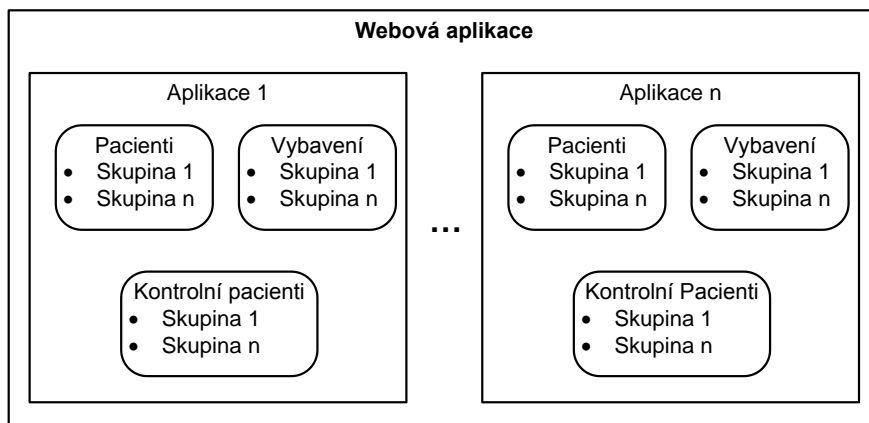 Webová aplikace
Aplikace 1
Pacienti
• Skupina 1
• Skupina n
Vybavení
• Skupina 1
• Skupina n
Kontrolní pacienti
• Skupina 1
• Skupina n
...
Aplikace n
Pacienti
• Skupina 1
• Skupina n
Vybavení
• Skupina 1
• Skupina n
Kontrolní Pacienti
• Skupina 1
• Skupina n